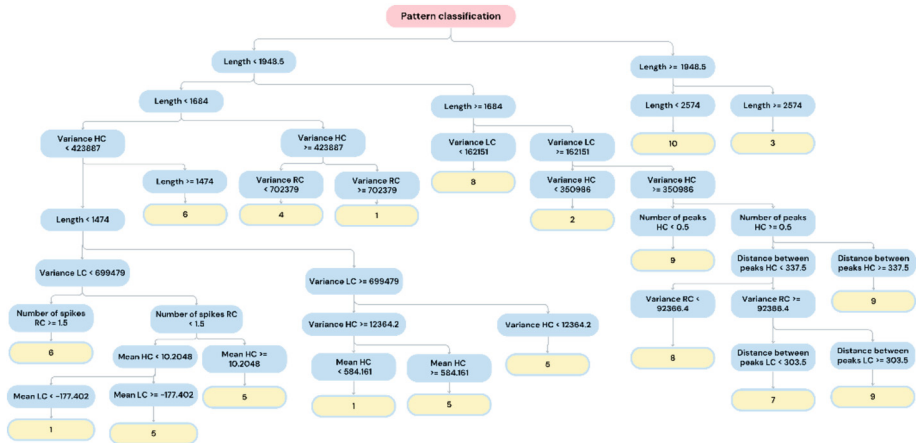 Pattern classification
Length < 1948.5
Length >= 1948.5
Length < 1684
Length >= 1684
Length < 2574
Length >= 2574
Variance HC
< 423887
Variance HC
>= 423887
Variance LC
< 162151
Variance LC
>= 162151
10
3
Length >= 1474
Variance RC
< 702379
Variance RC
>= 702379
8
Variance HC
< 350986
Variance HC
>= 350986
Length < 1474
6
4
1
2
Number of peaks
HC < 0.5
Number of peaks
HC >= 0.5
9
Distance between
peaks HC < 337.5
Distance between
peaks HC >= 337.5
Variance LC < 699479
Variance LC >= 699479
Variance RC <
92366.4
Variance RC >=
92388.4
9
Number of spikes
RC >= 1.5
Number of spikes RC
< 1.5
Variance HC >= 12364.2
Variance HC < 12364.2
6
Mean HC < 10.2048
Mean HC >=
10.2048
Mean HC
< 584.161
Mean HC
>= 584.161
5
8
Distance between
peaks LC < 303.5
Distance between
peaks LC >= 303.5
Mean LC < -177.402
Mean LC >= -177.402
5
1
5
7
9
1
5